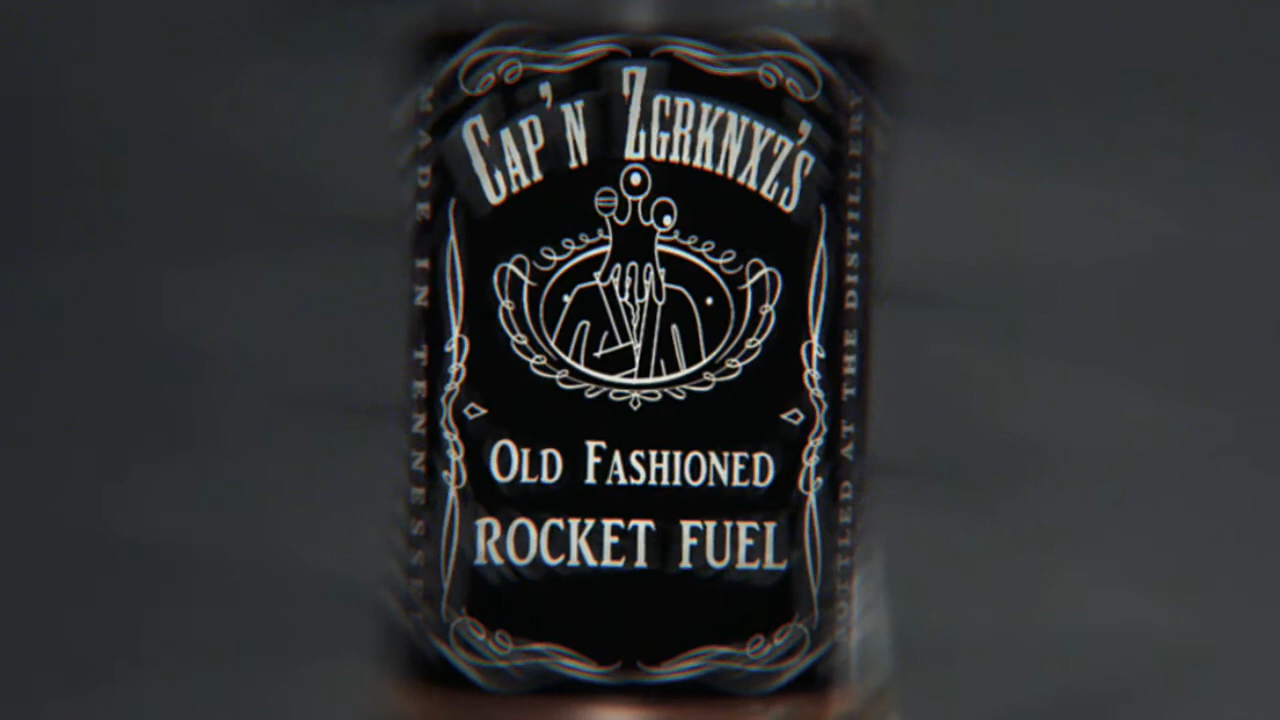 CAP'N ZGRKNXZ'S
OLD FASHIONED
ROCKET FUEL
MADE IN TENNESSEE
BOTTLED AT THE DISTILLERY